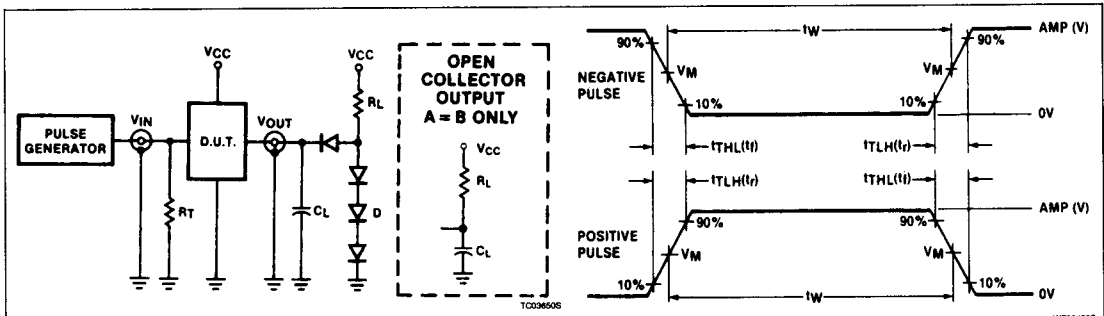 PULSE
GENERATOR
VIN
RT
VCC
D.U.T.
VOUT
CL
VCC
RL
D
OPEN
COLLECTOR
OUTPUT
A = B ONLY
VCC
RL
CL
TC03650S
NEGATIVE
PULSE
90%
VM
10%
tW
10%
VM
90%
AMP (V)
0V
tTHL(tf)
tTLH(tr)
tTLH(tr)
tTHL(tf)
POSITIVE
PULSE
10%
VM
90%
tW
90%
VM
10%
AMP (V)
0V